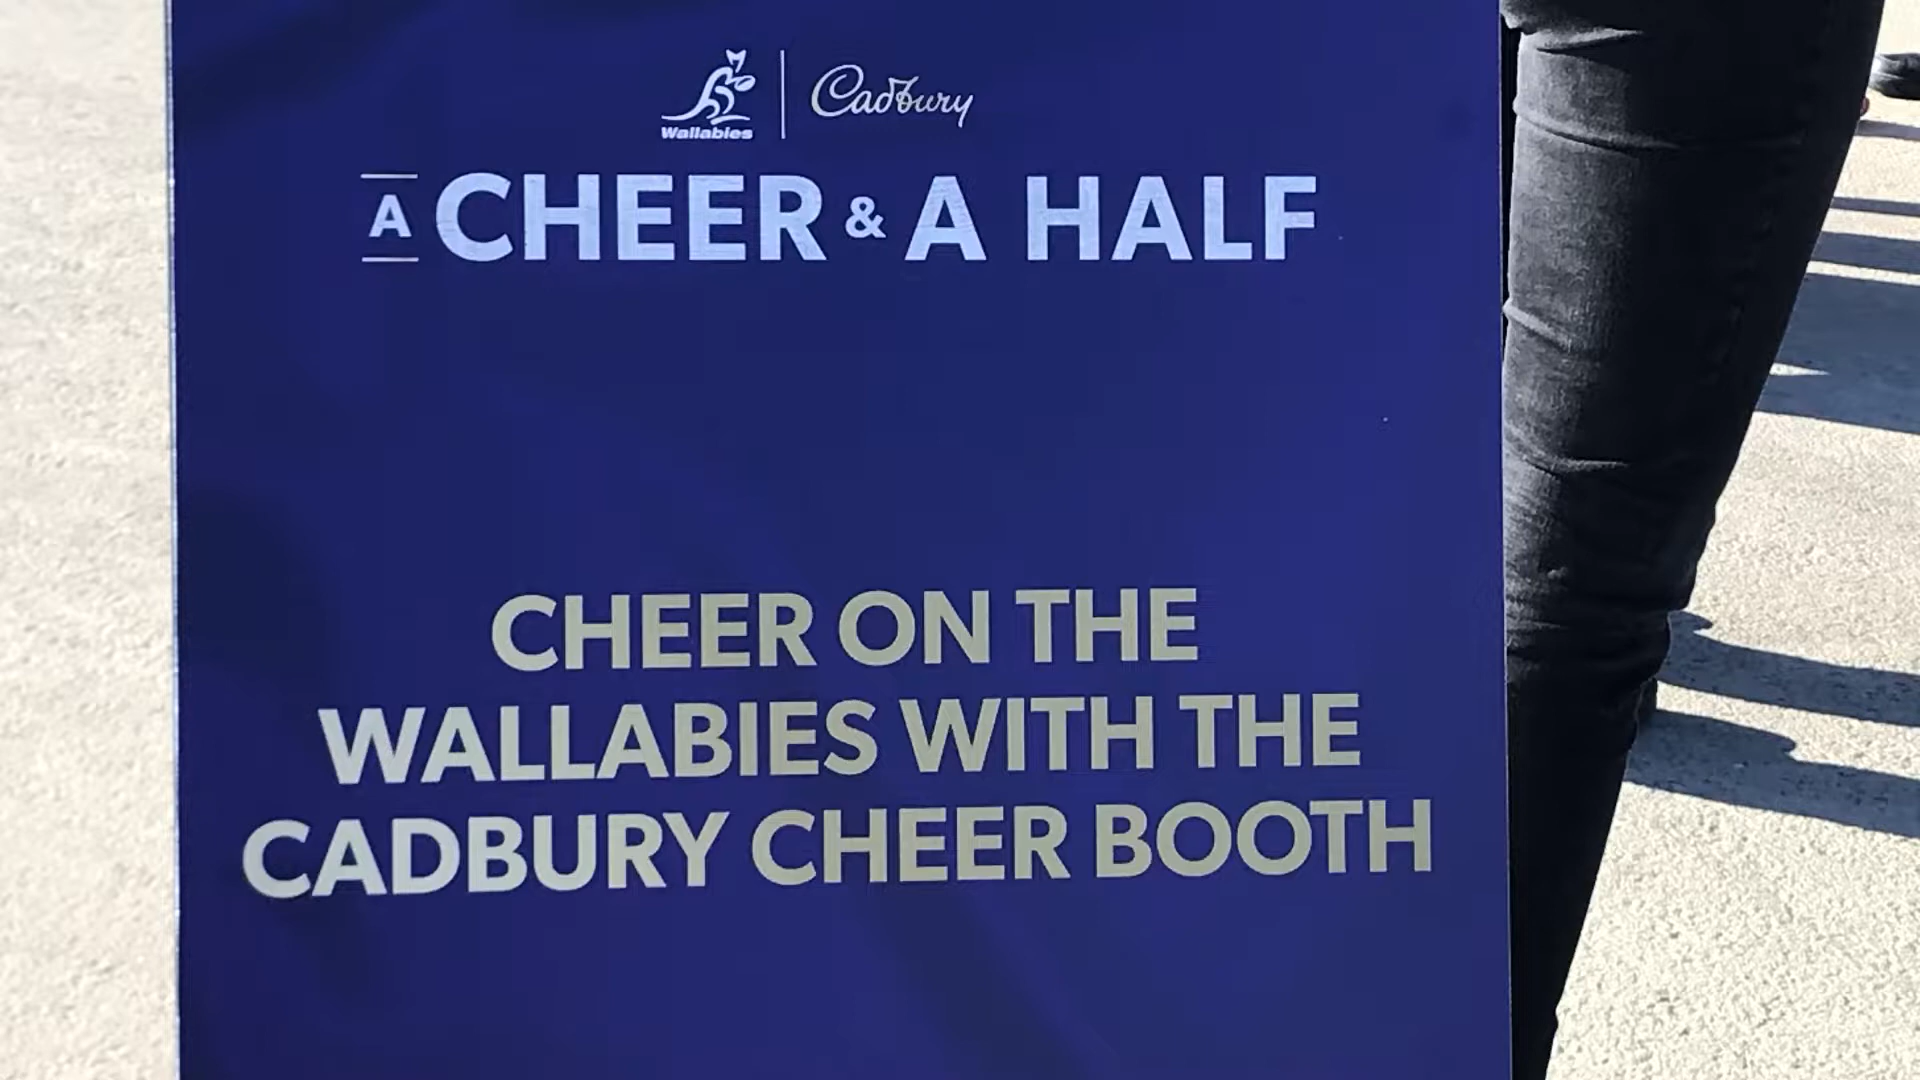 Wallabies | Cadbury
A CHEER & A HALF
CHEER ON THE
WALLABIES WITH THE
CADBURY CHEER BOOTH